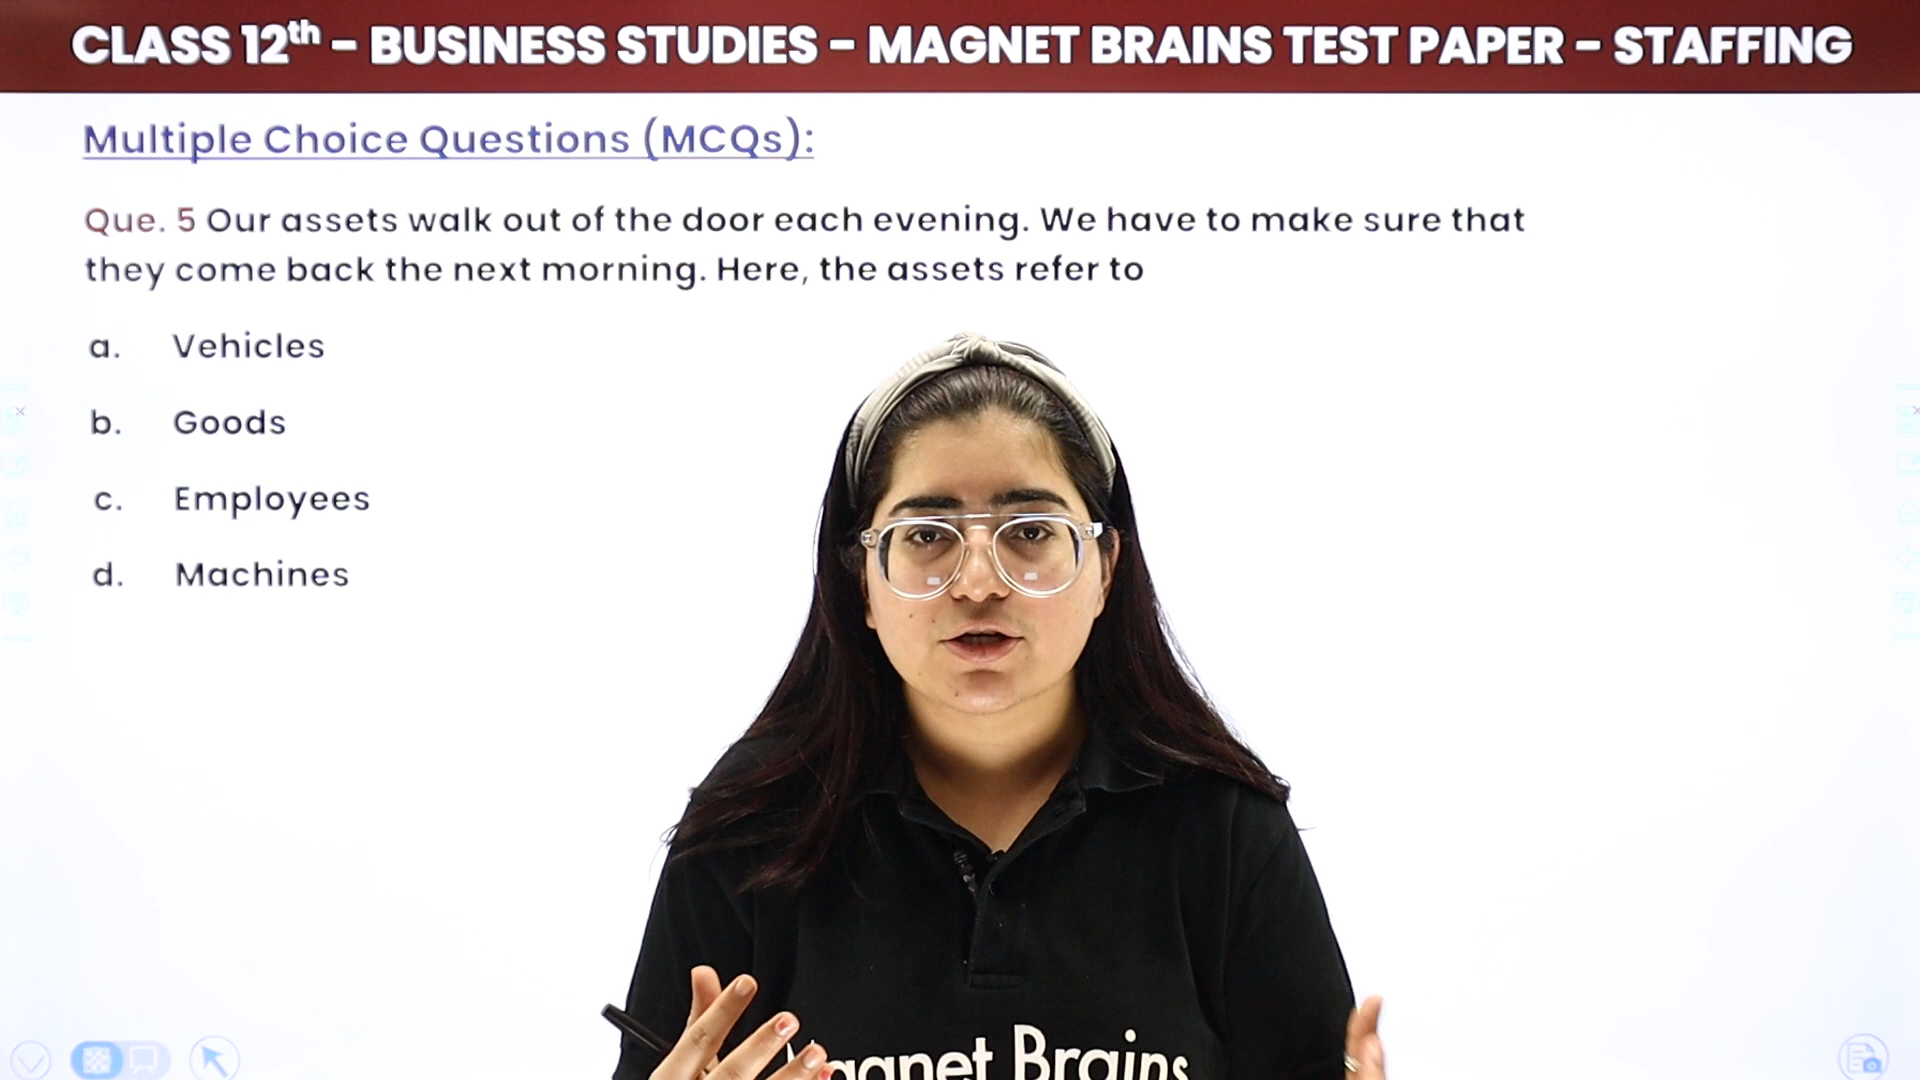 CLASS 12th – BUSINESS STUDIES – MAGNET BRAINS TEST PAPER – STAFFING
Multiple Choice Questions (MCQs):
Que. 5 Our assets walk out of the door each evening. We have to make sure that
they come back the next morning. Here, the assets refer to
a. Vehicles
b. Goods
c. Employees
d. Machines
Magnet Brains